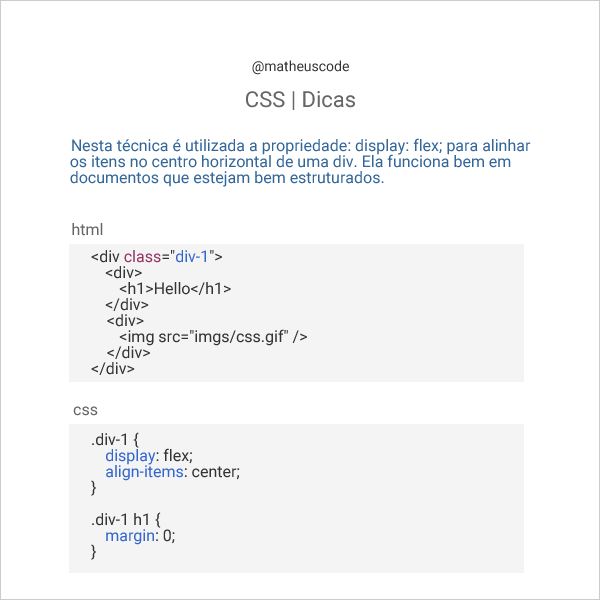 @matheuscode
CSS | Dicas
Nesta técnica é utilizada a propriedade: display: flex; para alinhar
os itens no centro horizontal de uma div. Ela funciona bem em
documentos que estejam bem estruturados.
html
<div class="div-1">
<div>
<h1>Hello</h1>
</div>
<div>
<img src="imgs/css.gif" />
</div>
</div>
css
.div-1 {
display: flex;
align-items: center;
}
.div-1 h1 {
margin: 0;
}